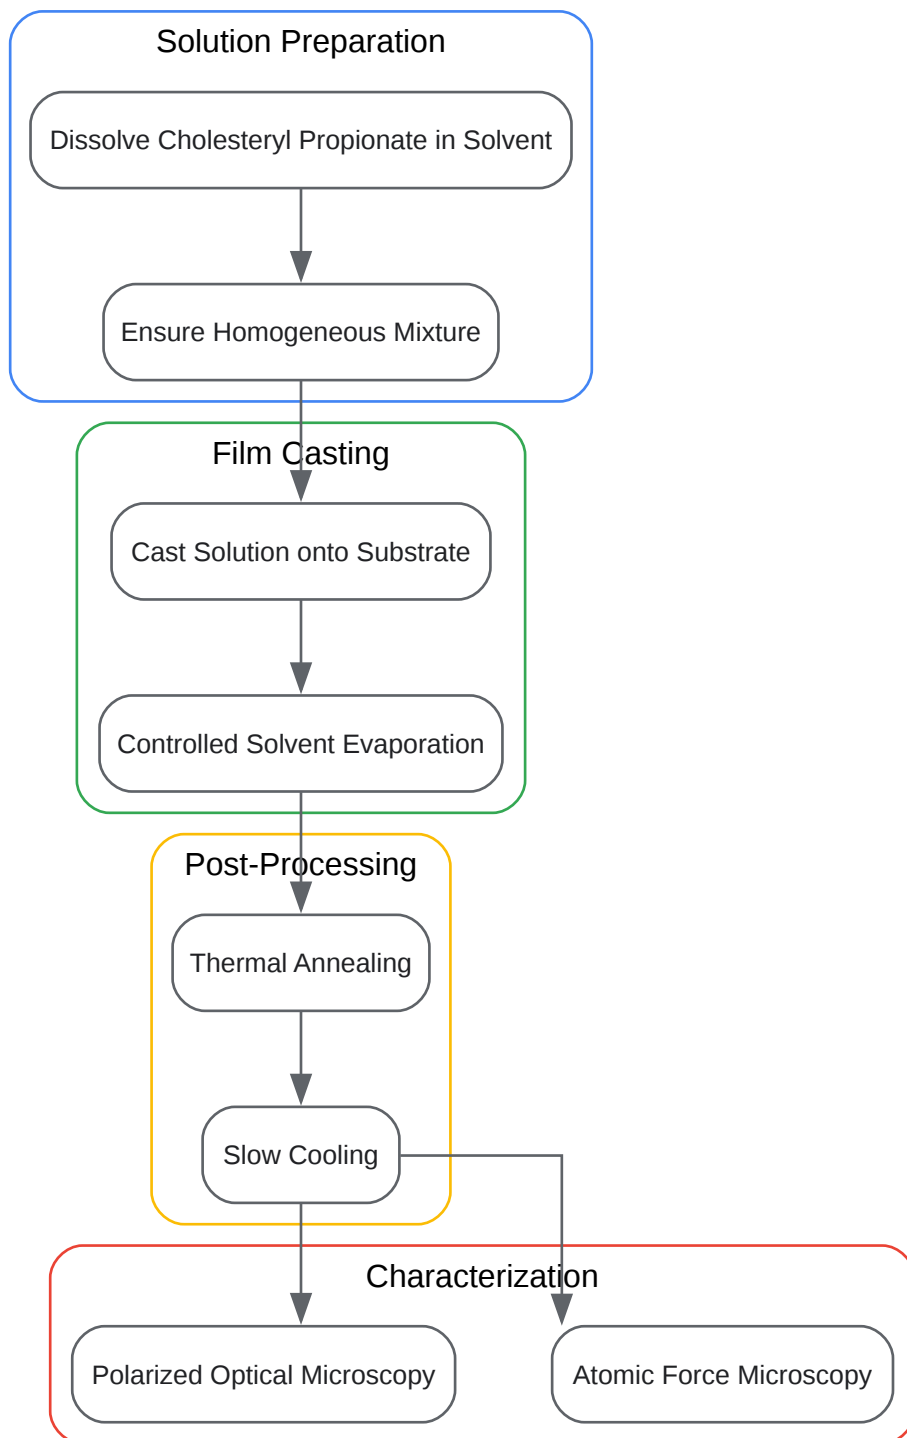 Solution Preparation
Dissolve Cholesteryl Propionate in Solvent
Ensure Homogeneous Mixture
Film Casting
Cast Solution onto Substrate
Controlled Solvent Evaporation
Post-Processing
Thermal Annealing
Slow Cooling
Characterization
Polarized Optical Microscopy
Atomic Force Microscopy